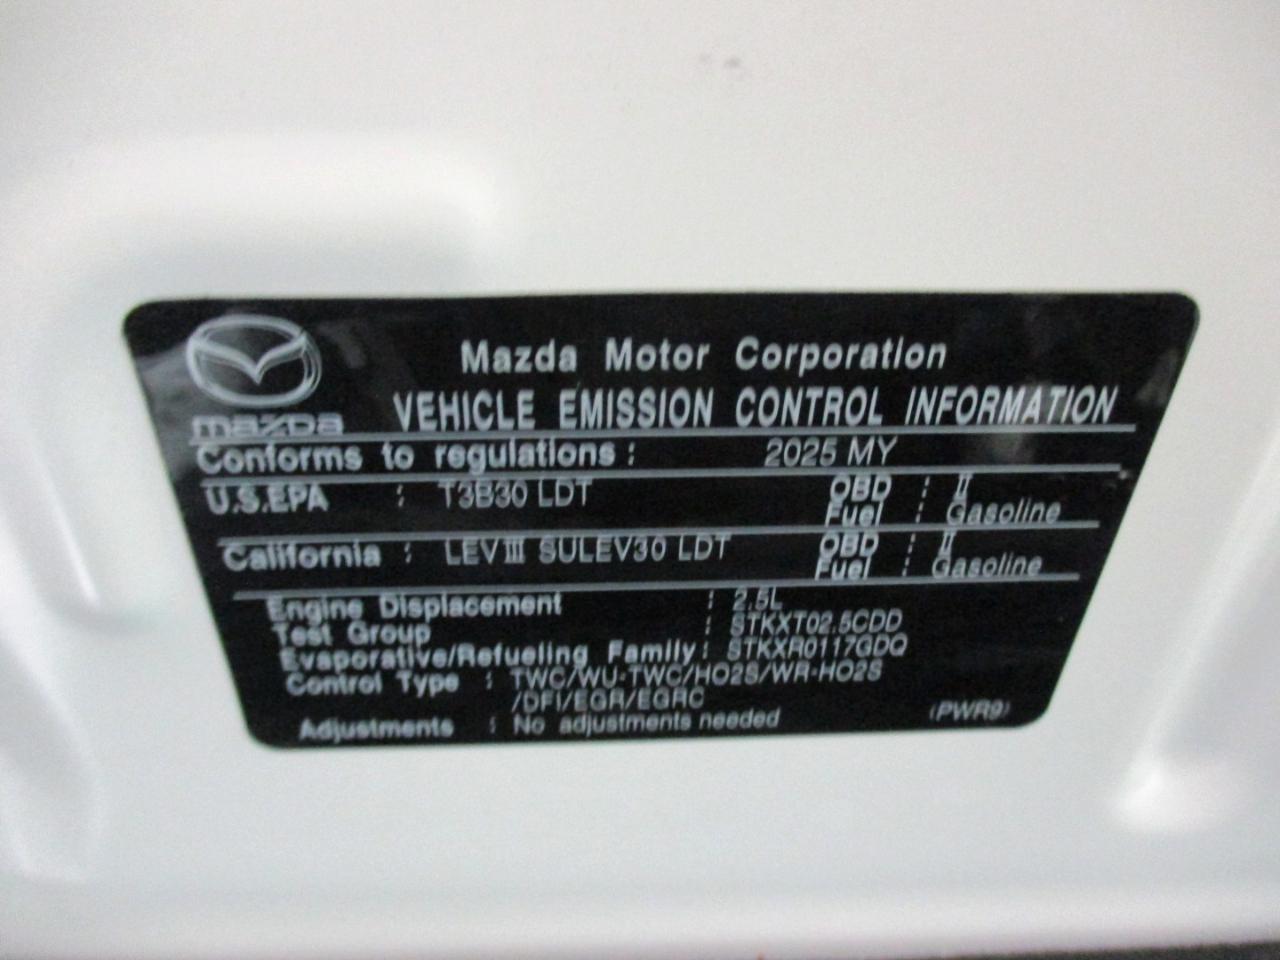 mazda
Mazda Motor Corporation
VEHICLE EMISSION CONTROL INFORMATION
Conforms to regulations : 2025 MY
U.S.EPA : T3B30 LDT OBD : II
Fuel : Gasoline
California : LEV III SULEV30 LDT OBD : II
Fuel : Gasoline
Engine Displacement : 2.5L
Test Group : STKXT02.5CDD
Evaporative/Refueling Family : STKXR0117GDQ
Control Type : TWC/WU-TWC/HO2S/WR-HO2S
/DFI/EGR/EGRC
Adjustments : No adjustments needed (PWR9)